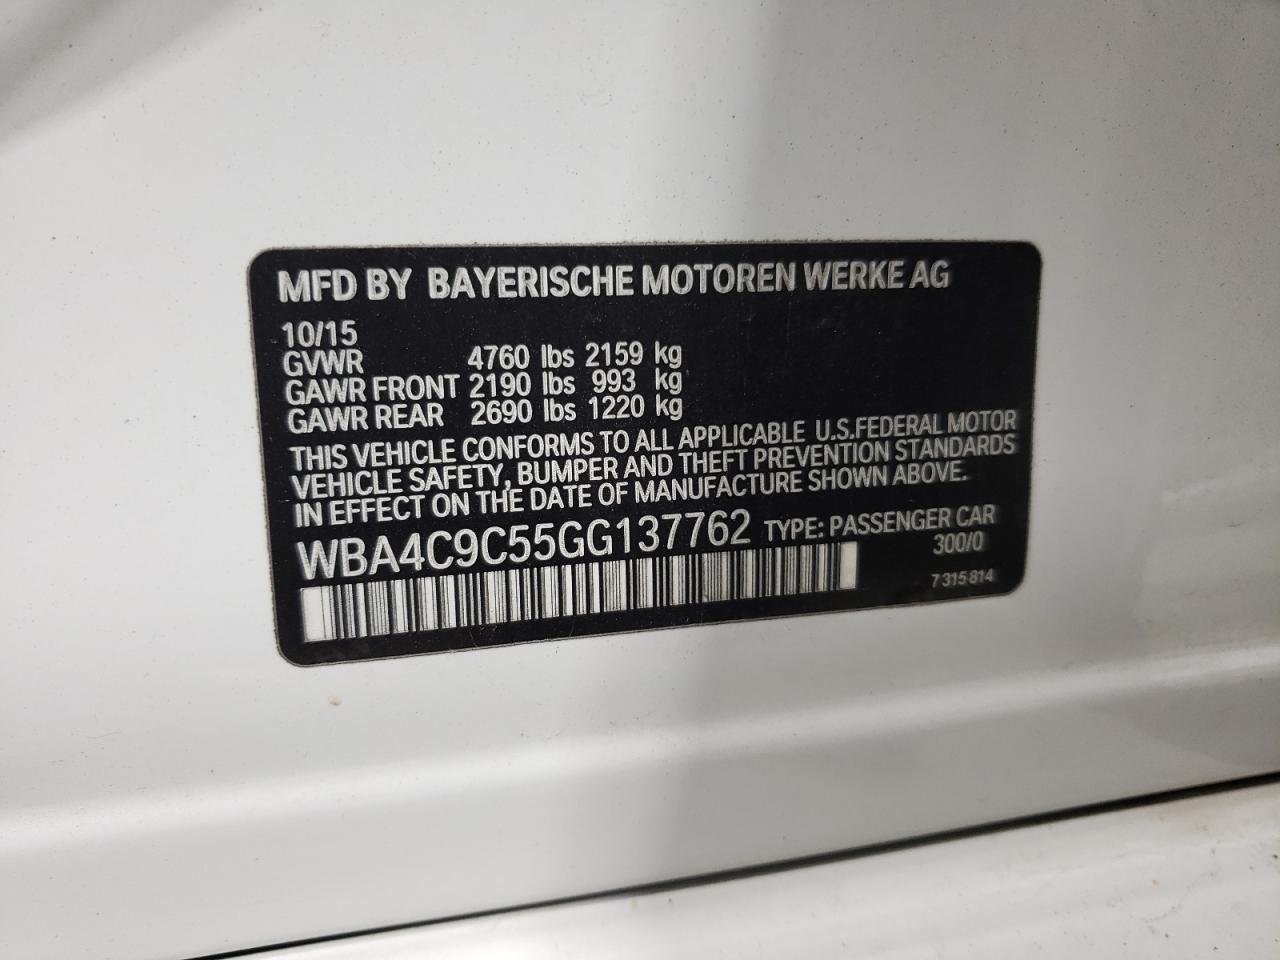 MFD BY BAYERISCHE MOTOREN WERKE AG
10/15
GVWR 4760 lbs 2159 kg
GAWR FRONT 2190 lbs 993 kg
GAWR REAR 2690 lbs 1220 kg
THIS VEHICLE CONFORMS TO ALL APPLICABLE U.S.FEDERAL MOTOR
VEHICLE SAFETY, BUMPER AND THEFT PREVENTION STANDARDS
IN EFFECT ON THE DATE OF MANUFACTURE SHOWN ABOVE.
WBA4C9C55GG137762 TYPE: PASSENGER CAR
300/0
7 315 814